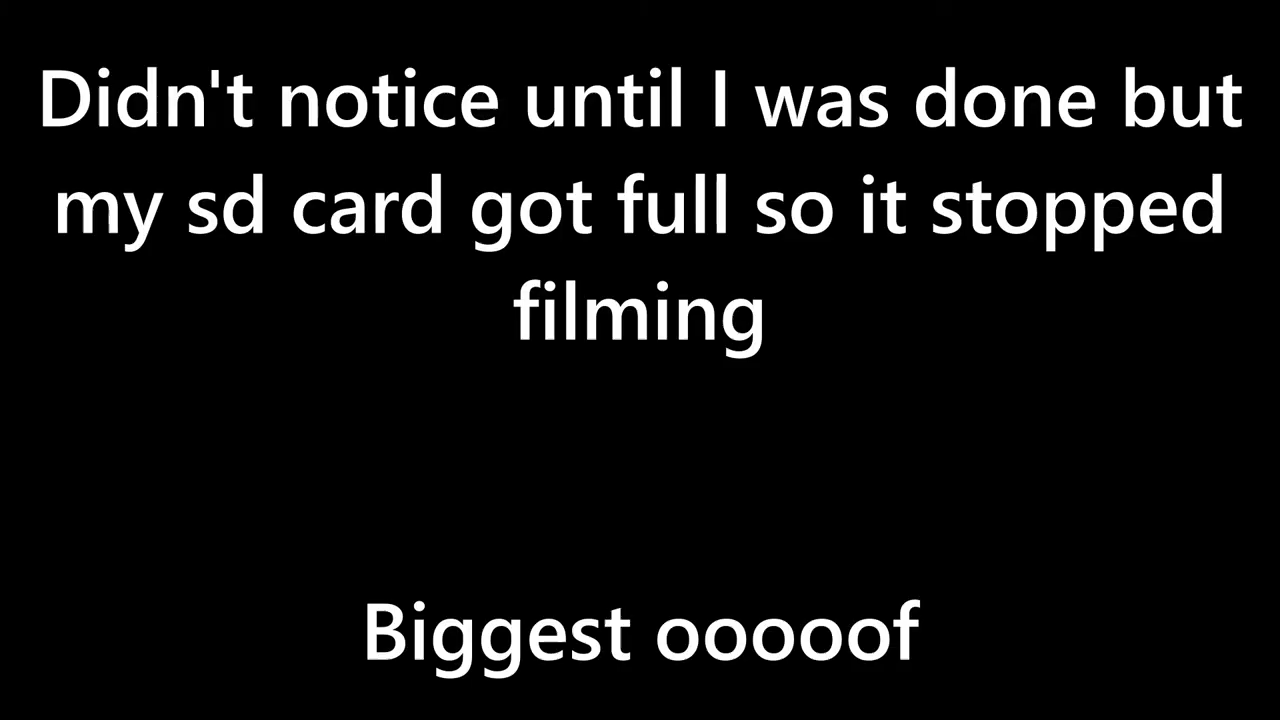 Didn't notice until I was done but
my sd card got full so it stopped
filming
Biggest ooooof